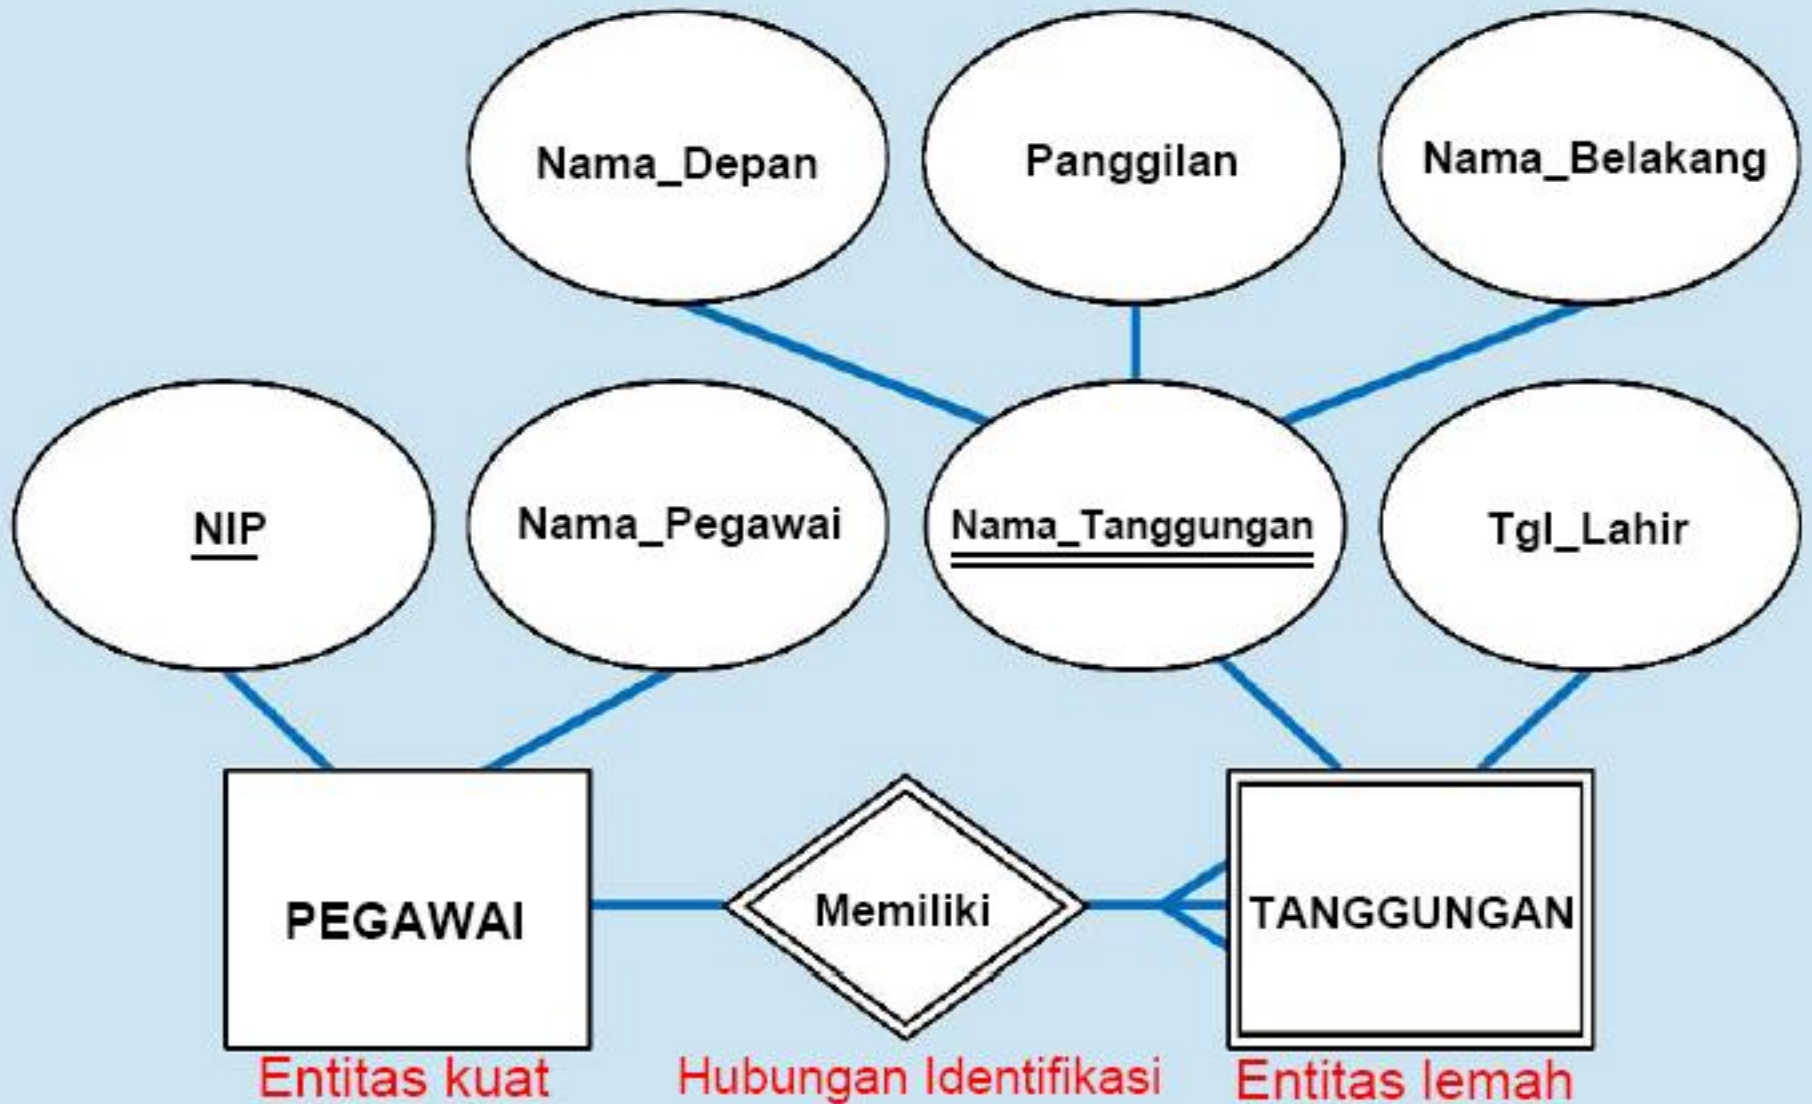 Nama_Depan
Panggilan
Nama_Belakang
NIP
Nama_Pegawai
Nama_Tanggungan
Tgl_Lahir
PEGAWAI
Memiliki
TANGGUNGAN
Entitas kuat
Hubungan Identifikasi
Entitas lemah